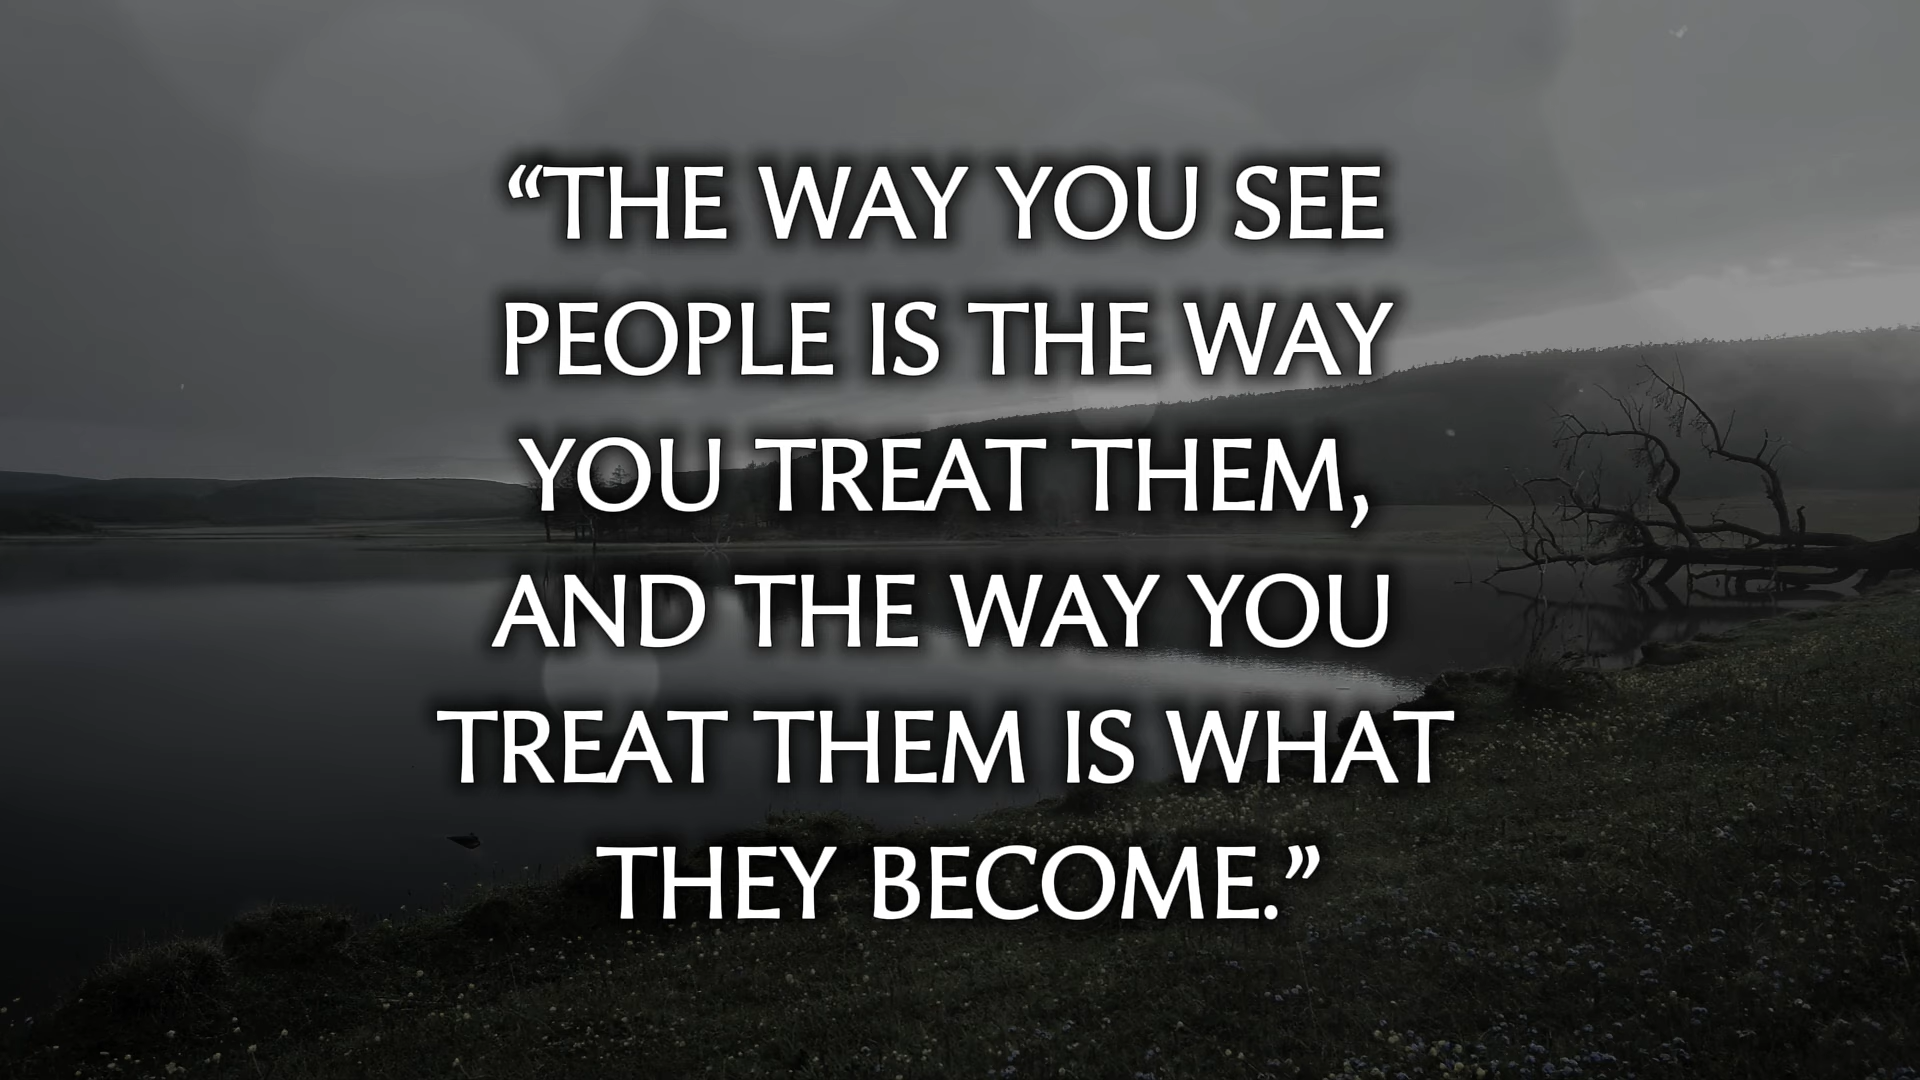 “THE WAY YOU SEE
PEOPLE IS THE WAY
YOU TREAT THEM,
AND THE WAY YOU
TREAT THEM IS WHAT
THEY BECOME.”